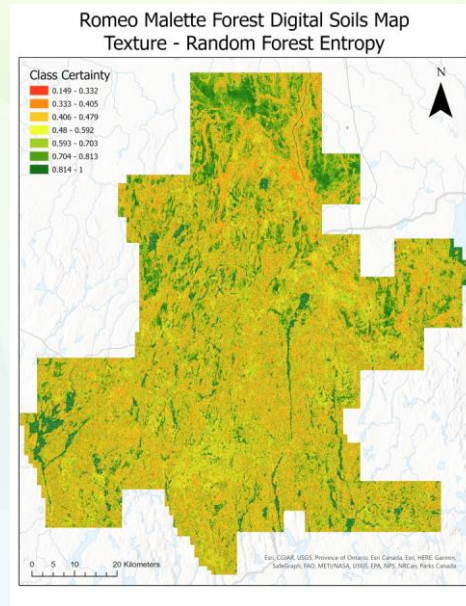 Romeo Malette Forest Digital Soils Map
Texture - Random Forest Entropy
Class Certainty
0.149 - 0.332
0.333 - 0.405
0.406 - 0.479
0.48 - 0.592
0.593 - 0.703
0.704 - 0.813
0.814 - 1
N
0 5 10 20 Kilometers
Esri, CGIAR, USGS, Province of Ontario, Esri Canada, Esri, HERE, Garmin,
SafeGraph, FAO, METI/NASA, USGS, EPA, NPS, NRCan, Parks Canada